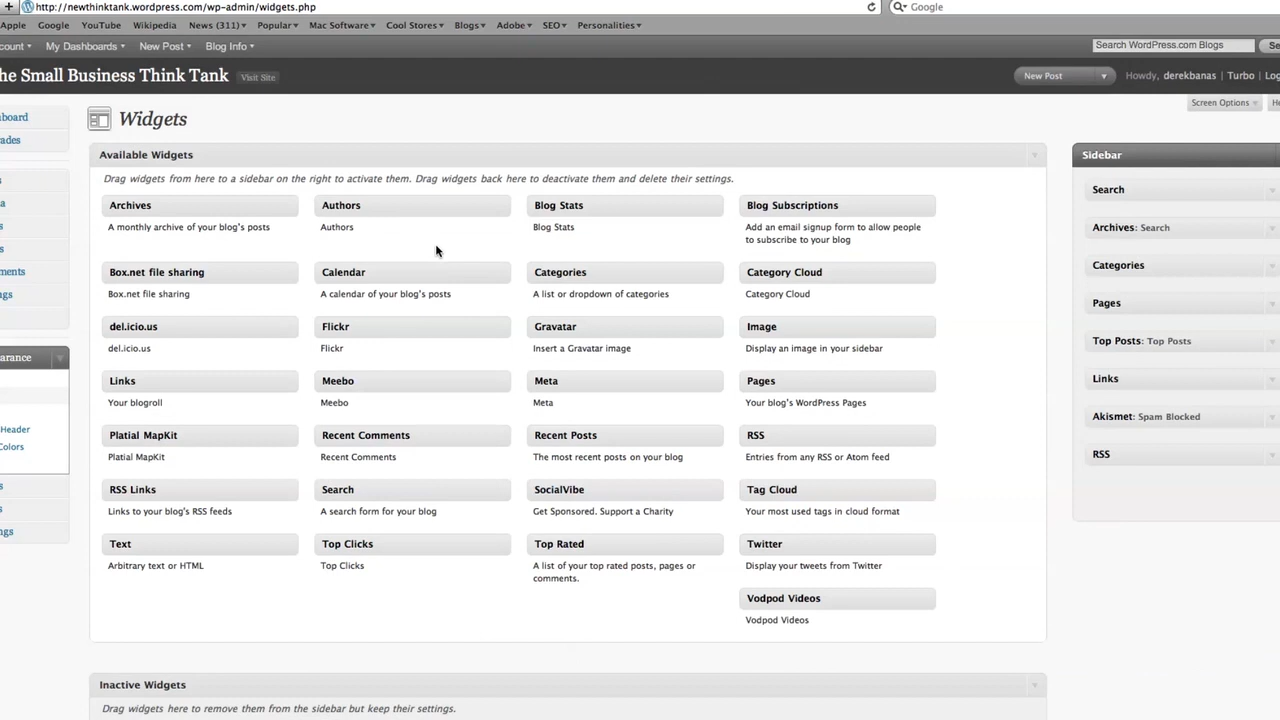 http://newthinktank.wordpress.com/wp-admin/widgets.php
Google
Apple Google YouTube Wikipedia News (311) Popular Mac Software Cool Stores Blogs Adobe SEO Personalities
count My Dashboards New Post Blog Info
Search WordPress.com Blogs
Se
he Small Business Think Tank Visit Site
New Post
Howdy, derekbanas | Turbo | Log
Screen Options
He
board
ades
s
a
s
s
ments
ngs
arance
Header
Colors
s
s
ngs
Widgets
Available Widgets
Drag widgets from here to a sidebar on the right to activate them. Drag widgets back here to deactivate them and delete their settings.
Archives
A monthly archive of your blog's posts
Authors
Authors
Blog Stats
Blog Stats
Blog Subscriptions
Add an email signup form to allow people
to subscribe to your blog
Box.net file sharing
Box.net file sharing
Calendar
A calendar of your blog's posts
Categories
A list or dropdown of categories
Category Cloud
Category Cloud
del.icio.us
del.icio.us
Flickr
Flickr
Gravatar
Insert a Gravatar image
Image
Display an image in your sidebar
Links
Your blogroll
Meebo
Meebo
Meta
Meta
Pages
Your blog's WordPress Pages
Platial MapKit
Platial MapKit
Recent Comments
Recent Comments
Recent Posts
The most recent posts on your blog
RSS
Entries from any RSS or Atom feed
RSS Links
Links to your blog's RSS feeds
Search
A search form for your blog
SocialVibe
Get Sponsored. Support a Charity
Tag Cloud
Your most used tags in cloud format
Text
Arbitrary text or HTML
Top Clicks
Top Clicks
Top Rated
A list of your top rated posts, pages or
comments.
Twitter
Display your tweets from Twitter
Vodpod Videos
Vodpod Videos
Inactive Widgets
Drag widgets here to remove them from the sidebar but keep their settings.
Sidebar
Search
Archives: Search
Categories
Pages
Top Posts: Top Posts
Links
Akismet: Spam Blocked
RSS